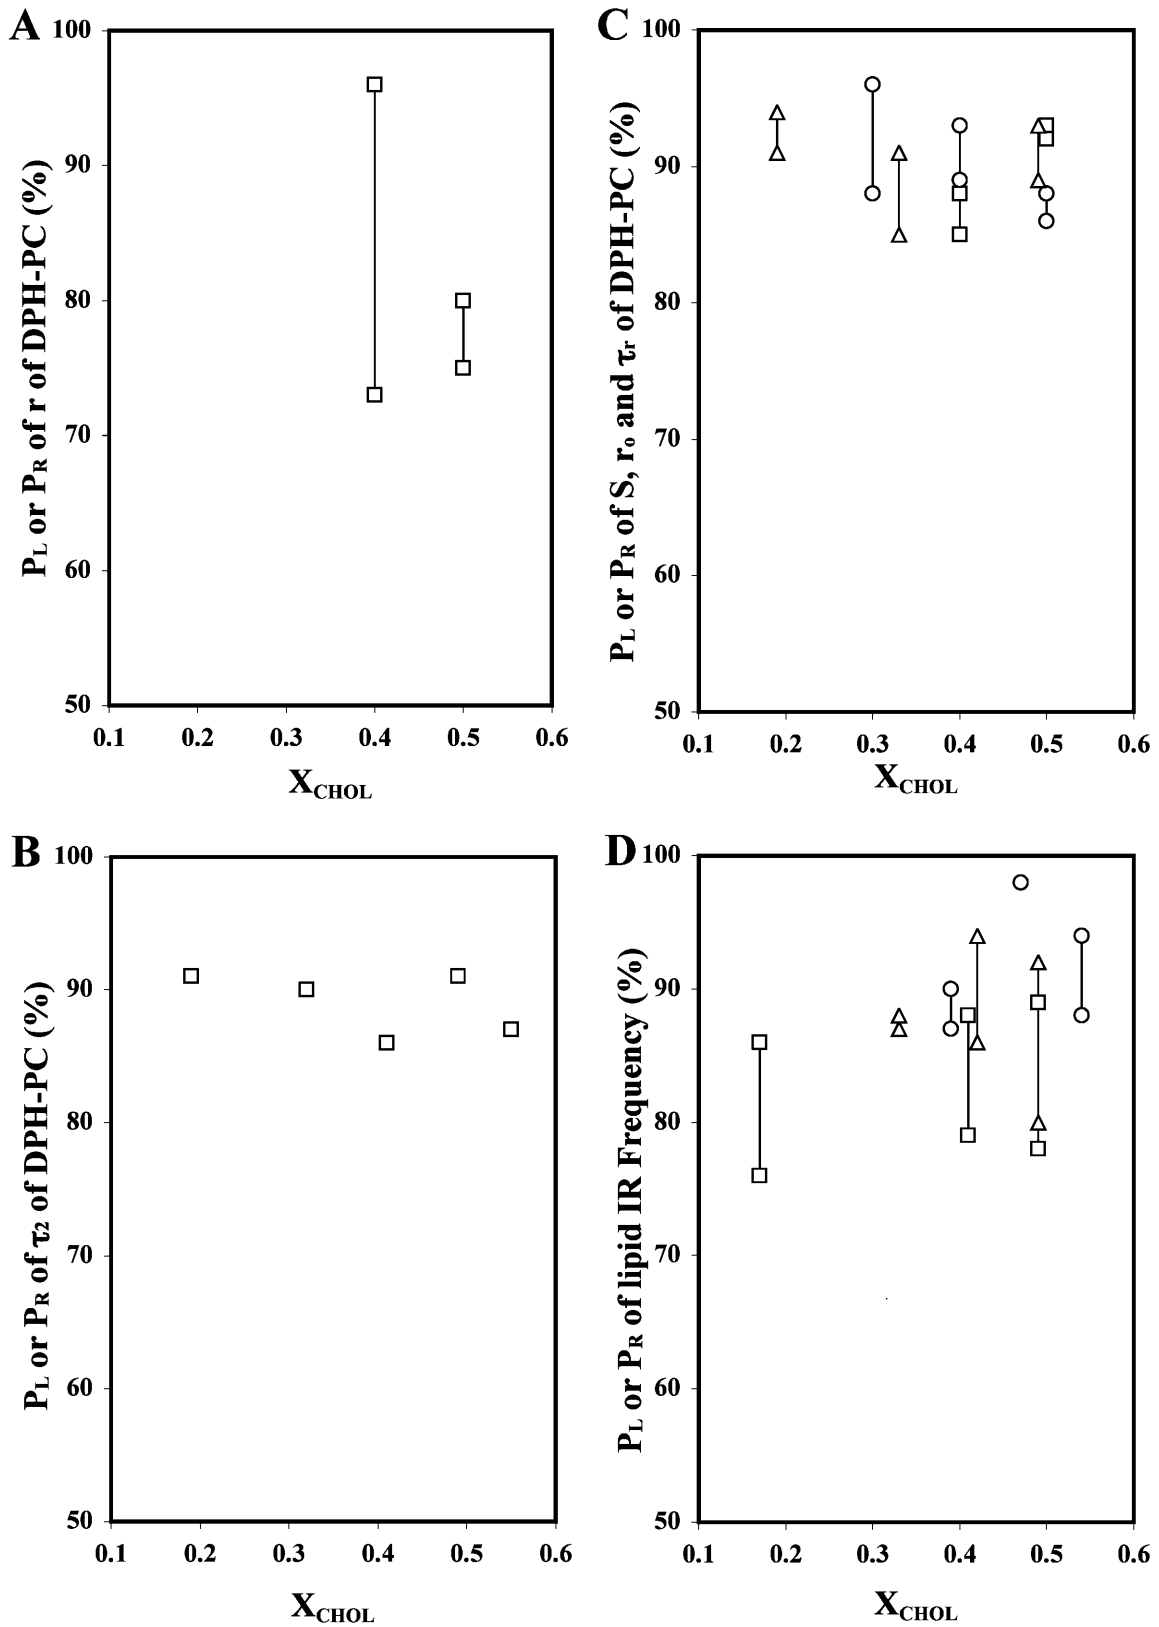 A
100
90
80
70
60
50
0.1 0.2 0.3 0.4 0.5 0.6
XCHOL
PL or PR of r of DPH-PC (%)
C
100
90
80
70
60
50
0.1 0.2 0.3 0.4 0.5 0.6
XCHOL
PL or PR of S, ro and τr of DPH-PC (%)
B
100
90
80
70
60
50
0.1 0.2 0.3 0.4 0.5 0.6
XCHOL
PL or PR of τ2 of DPH-PC (%)
D
100
90
80
70
60
50
0.1 0.2 0.3 0.4 0.5 0.6
XCHOL
PL or PR of lipid IR Frequency (%)